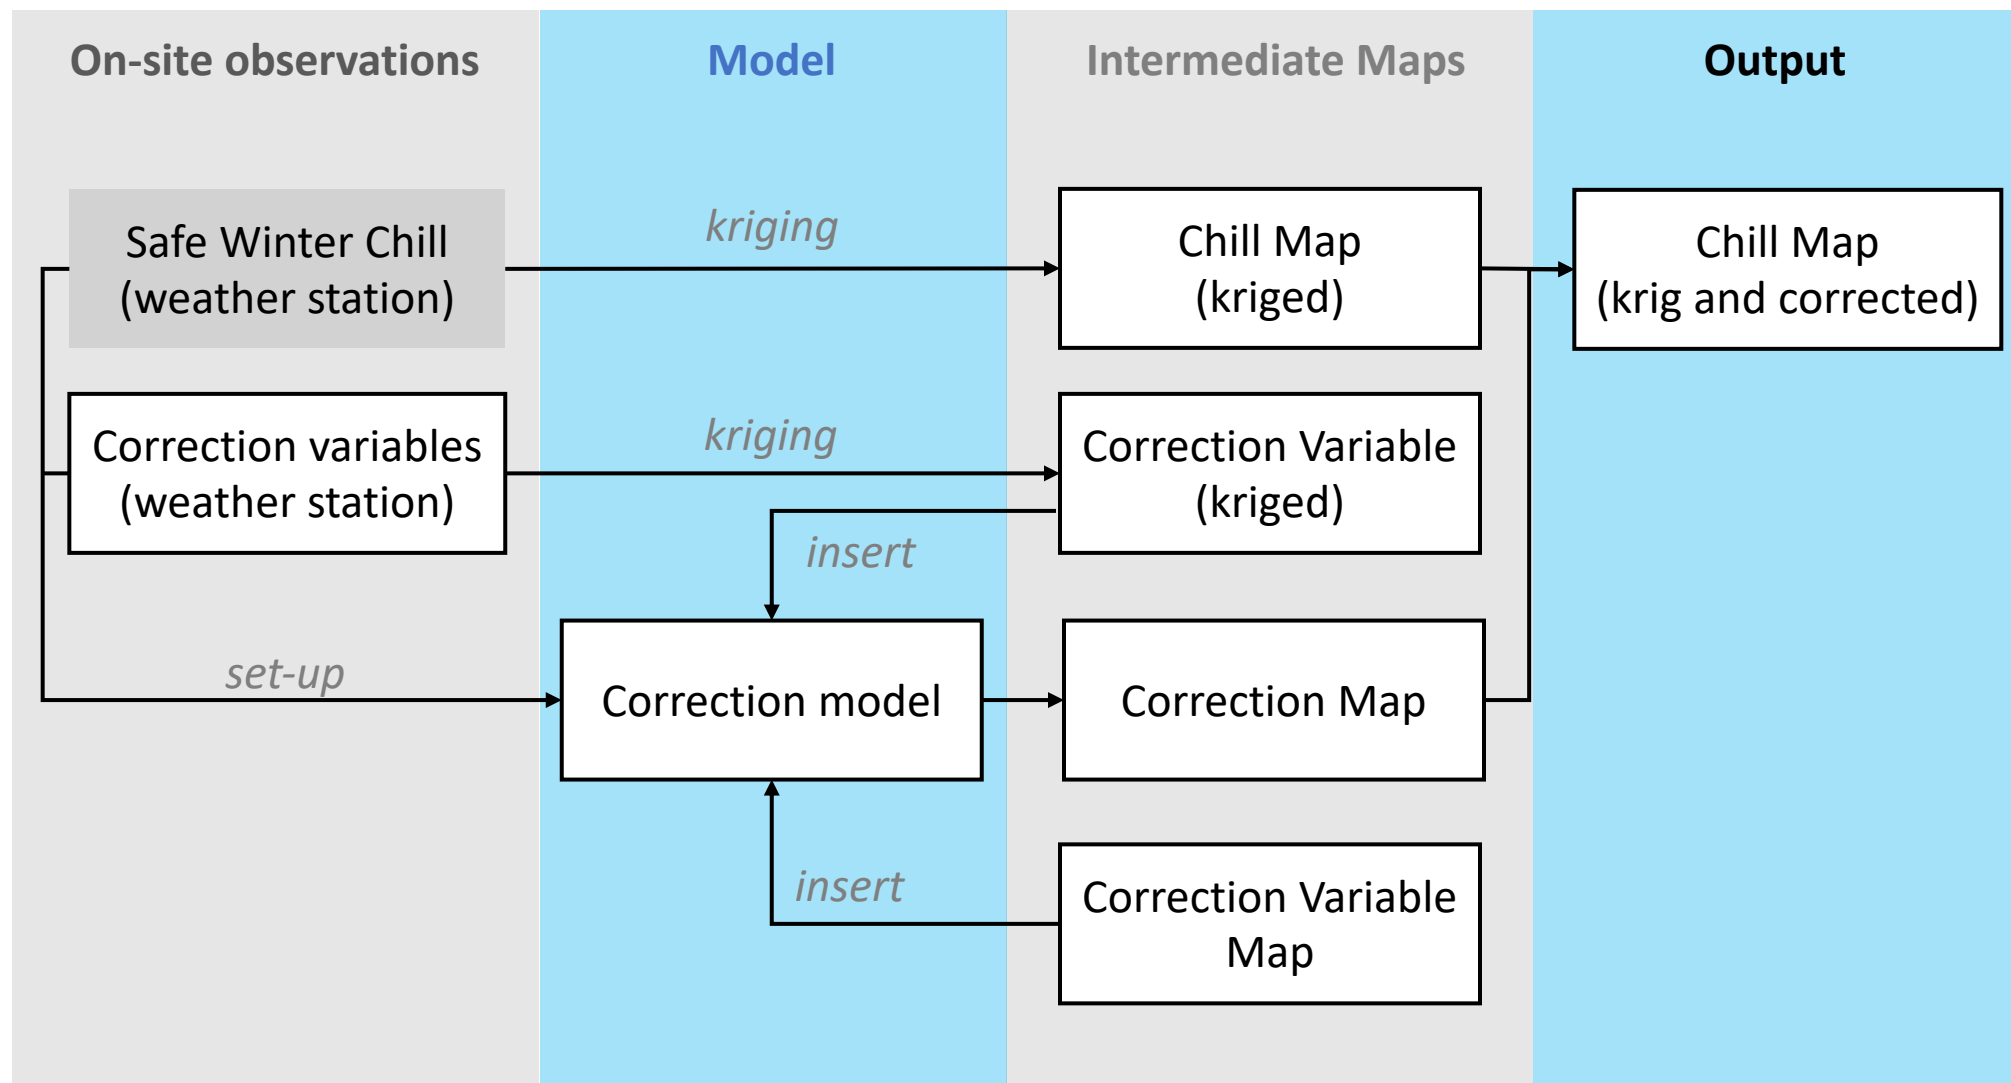 On-site observations
Model
Intermediate Maps
Output
Safe Winter Chill
(weather station)
kriging
Chill Map
(kriged)
Chill Map
(krig and corrected)
Correction variables
(weather station)
kriging
Correction Variable
(kriged)
insert
set-up
Correction model
Correction Map
insert
Correction Variable
Map